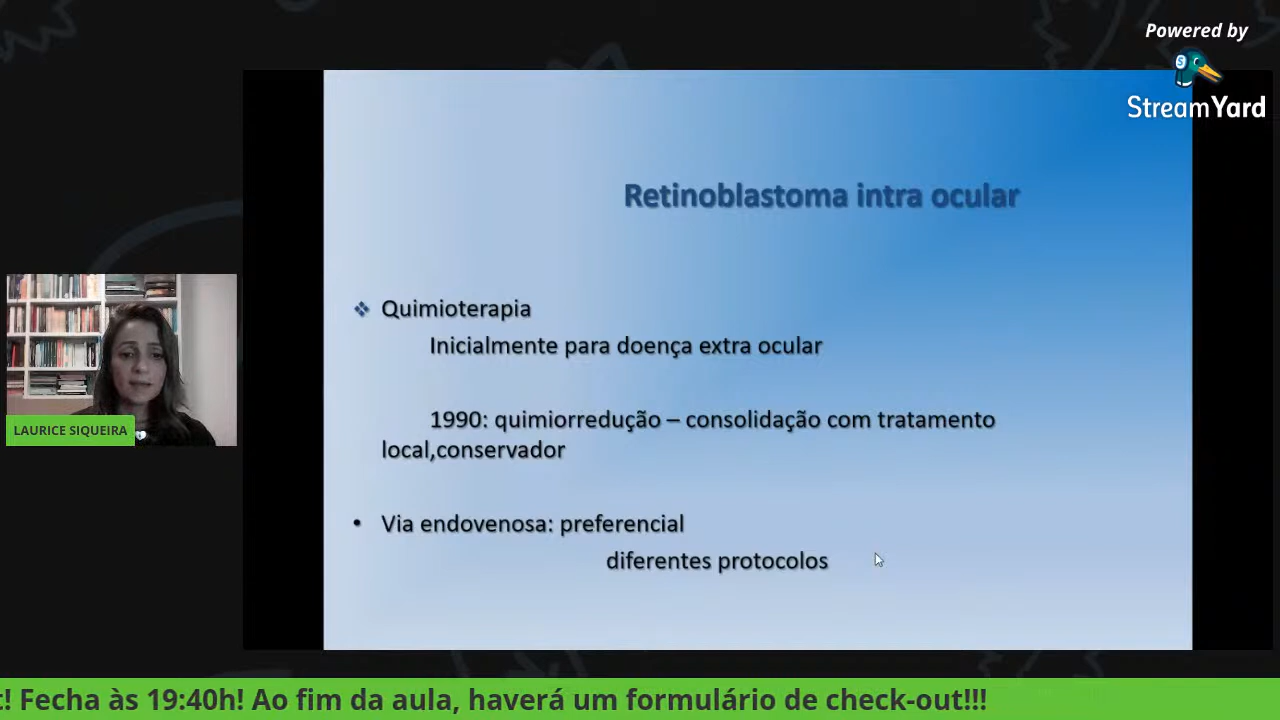 Powered by
StreamYard
Retinoblastoma intra ocular
Quimioterapia
Inicialmente para doença extra ocular
1990: quimiorredução – consolidação com tratamento
local,conservador
• Via endovenosa: preferencial
diferentes protocolos
LAURICE SIQUEIRA
! Fecha às 19:40h! Ao fim da aula, haverá um formulário de check-out!!!